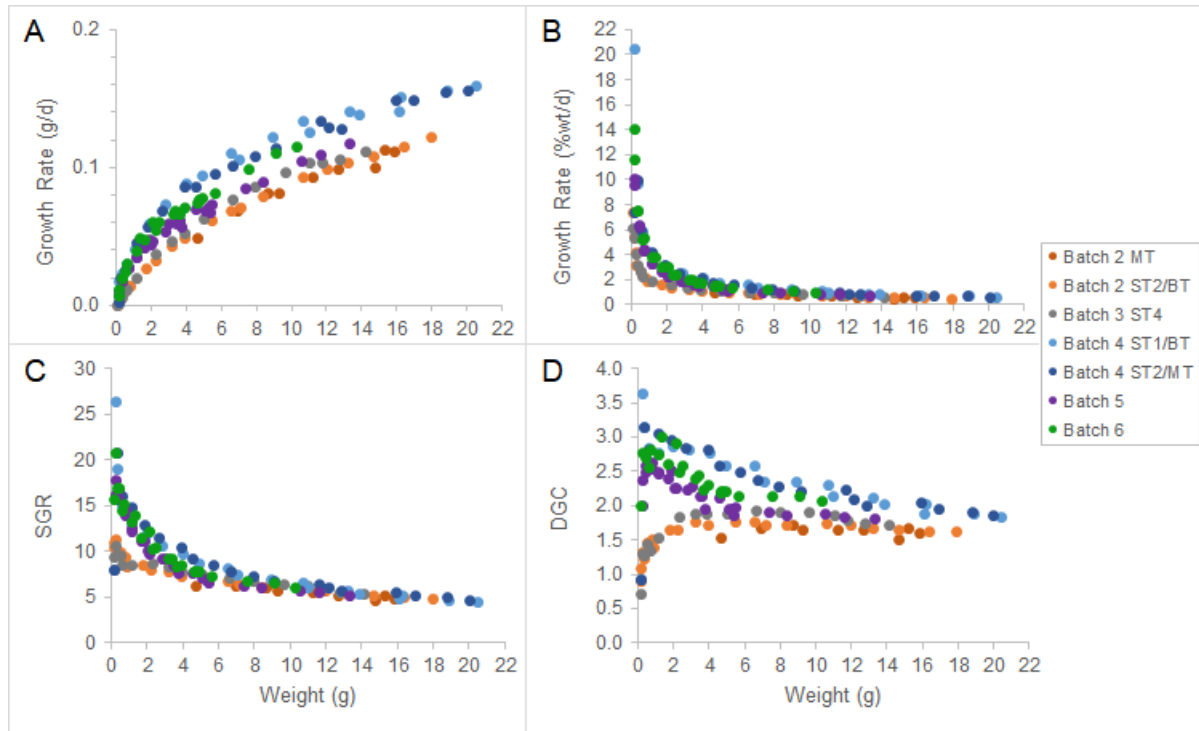 A
Growth Rate (g/d)
0.2
0.1
0.0
0 2 4 6 8 10 12 14 16 18 20 22
B
Growth Rate (%wt/d)
22
20
18
16
14
12
10
8
6
4
2
0
0 2 4 6 8 10 12 14 16 18 20 22
Batch 2 MT
Batch 2 ST2/BT
Batch 3 ST4
Batch 4 ST1/BT
Batch 4 ST2/MT
Batch 5
Batch 6
C
SGR
30
25
20
15
10
5
0
0 2 4 6 8 10 12 14 16 18 20 22
Weight (g)
D
DGC
4.0
3.5
3.0
2.5
2.0
1.5
1.0
0.5
0.0
0 2 4 6 8 10 12 14 16 18 20 22
Weight (g)